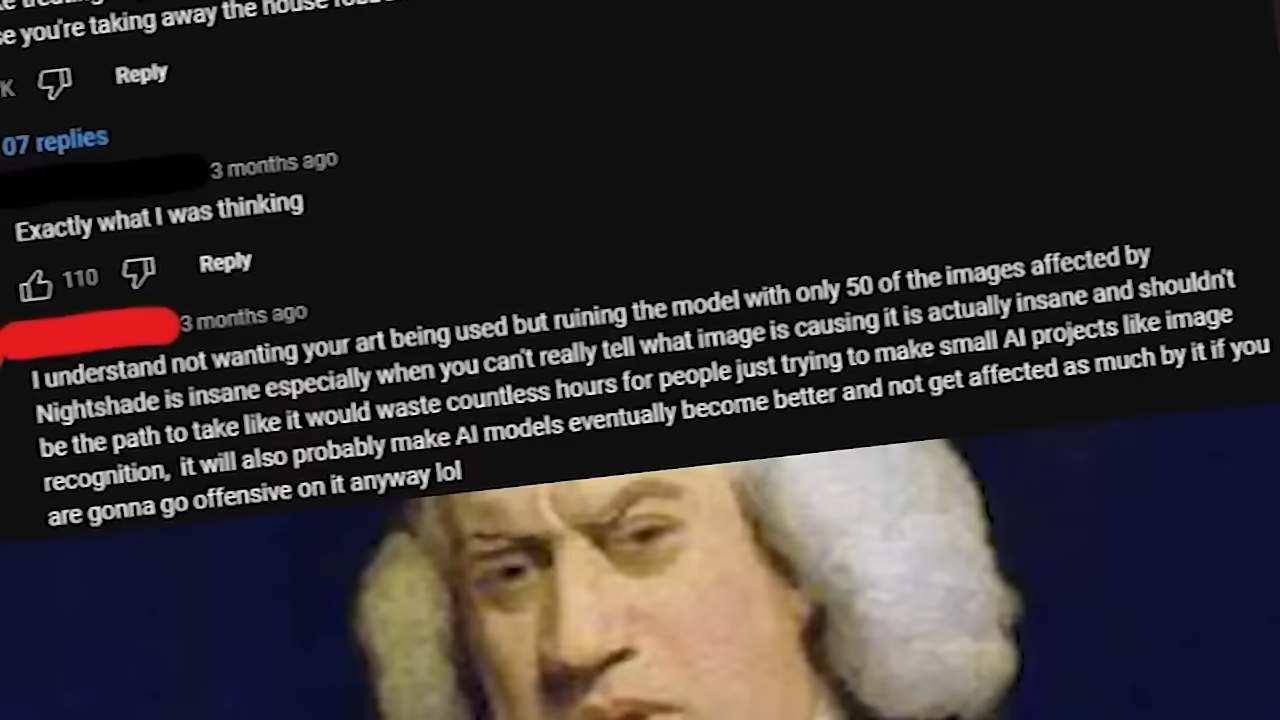 se you're taking away the house
K Reply
07 replies
3 months ago
Exactly what I was thinking
110 Reply
3 months ago
I understand not wanting your art being used but ruining the model with only 50 of the images affected by
Nightshade is insane especially when you can't really tell what image is causing it is actually insane and shouldn't
be the path to take like it would waste countless hours for people just trying to make small AI projects like image
recognition, it will also probably make AI models eventually become better and not get affected as much by it if you
are gonna go offensive on it anyway lol